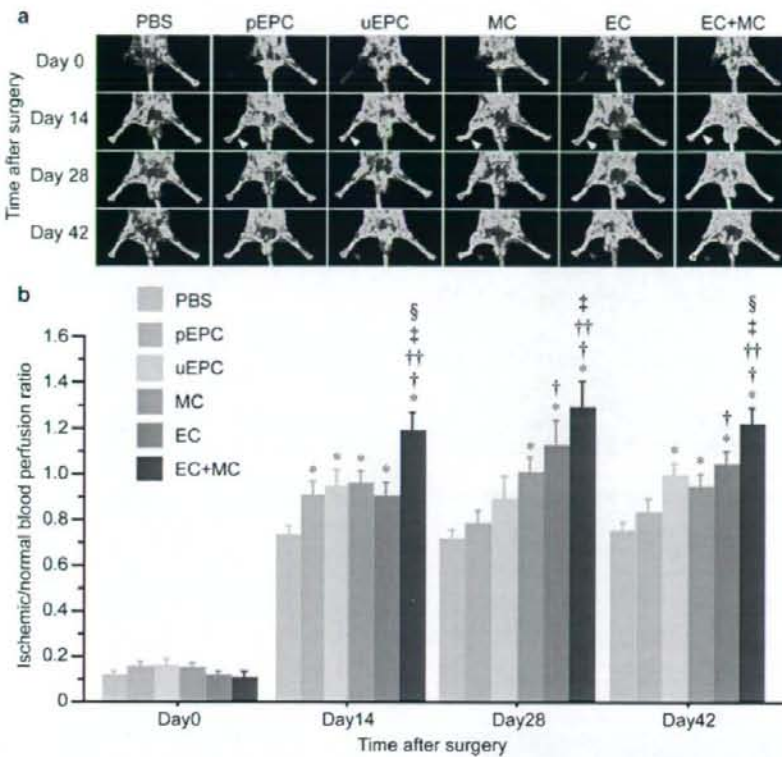 a
PBS pEPC uEPC MC EC EC+MC
Time after surgery
Day 0
Day 14
Day 28
Day 42
b
PBS
pEPC
uEPC
MC
EC
EC+MC
Ischemic/normal blood perfusion ratio
1.6
1.4
1.2
1.0
0.8
0.6
0.4
0.2
0
* * * *
§
‡
††
†
*
* †
*
‡
††
†
*
* * †
*
§
‡
††
†
*
Day0 Day14 Day28 Day42
Time after surgery